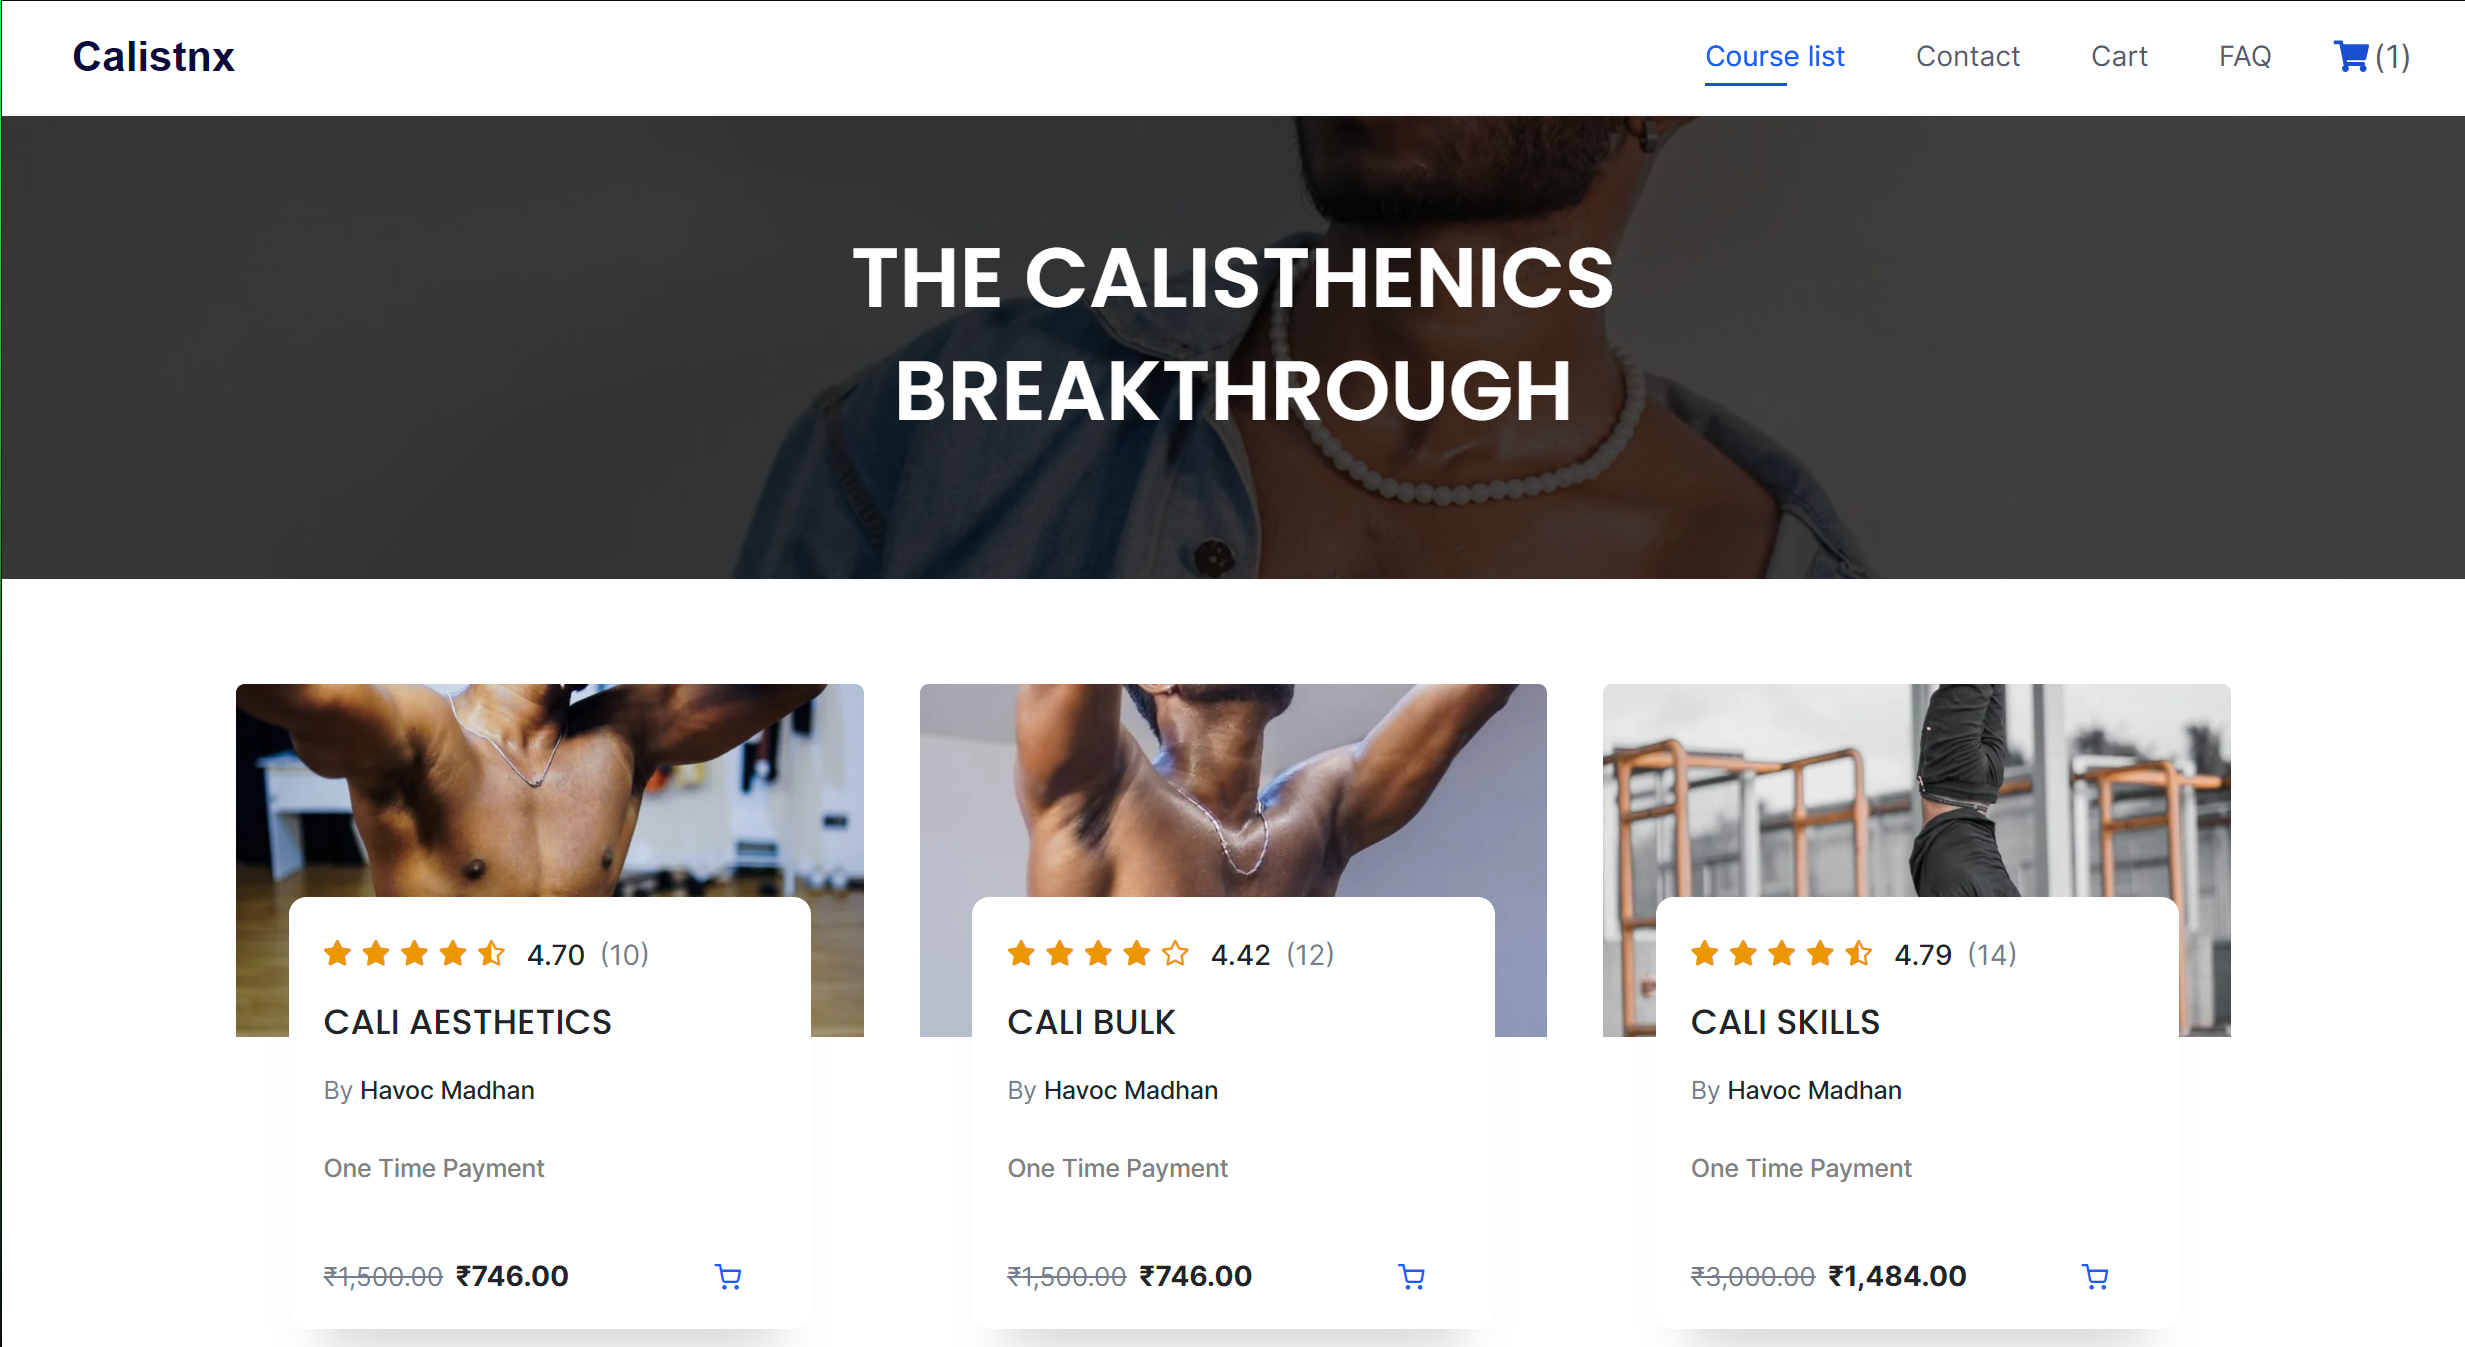 Calistnx
Course list Contact Cart FAQ (1)
THE CALISTHENICS
BREAKTHROUGH
4.70 (10)
CALI AESTHETICS
By Havoc Madhan
One Time Payment
₹1,500.00 ₹746.00
4.42 (12)
CALI BULK
By Havoc Madhan
One Time Payment
₹1,500.00 ₹746.00
4.79 (14)
CALI SKILLS
By Havoc Madhan
One Time Payment
₹3,000.00 ₹1,484.00